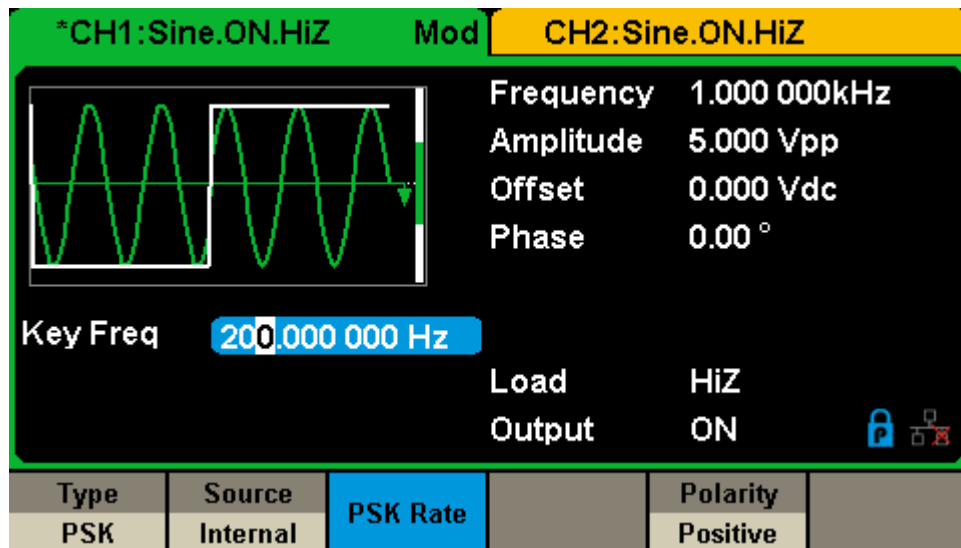 *CH1:Sine.ON.HiZ Mod CH2:Sine.ON.HiZ
Frequency 1.000 000kHz
Amplitude 5.000 Vpp
Offset 0.000 Vdc
Phase 0.00 °
Key Freq 200.000 000 Hz
Load HiZ
Output ON P
Type Source PSK Rate Polarity
PSK Internal Positive